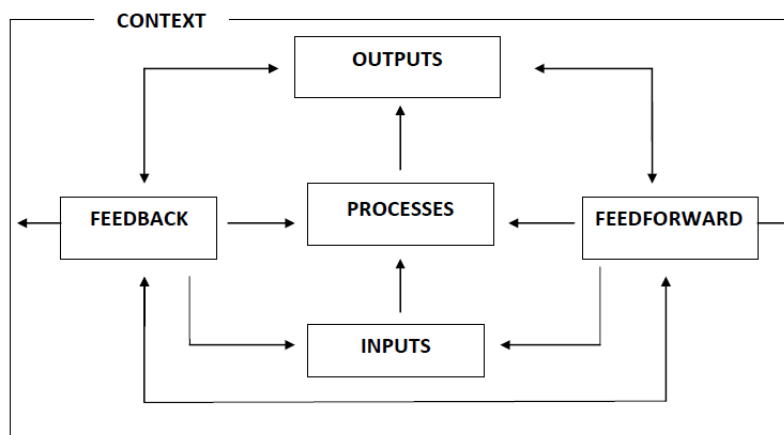 CONTEXT
OUTPUTS
FEEDBACK
PROCESSES
FEEDFORWARD
INPUTS